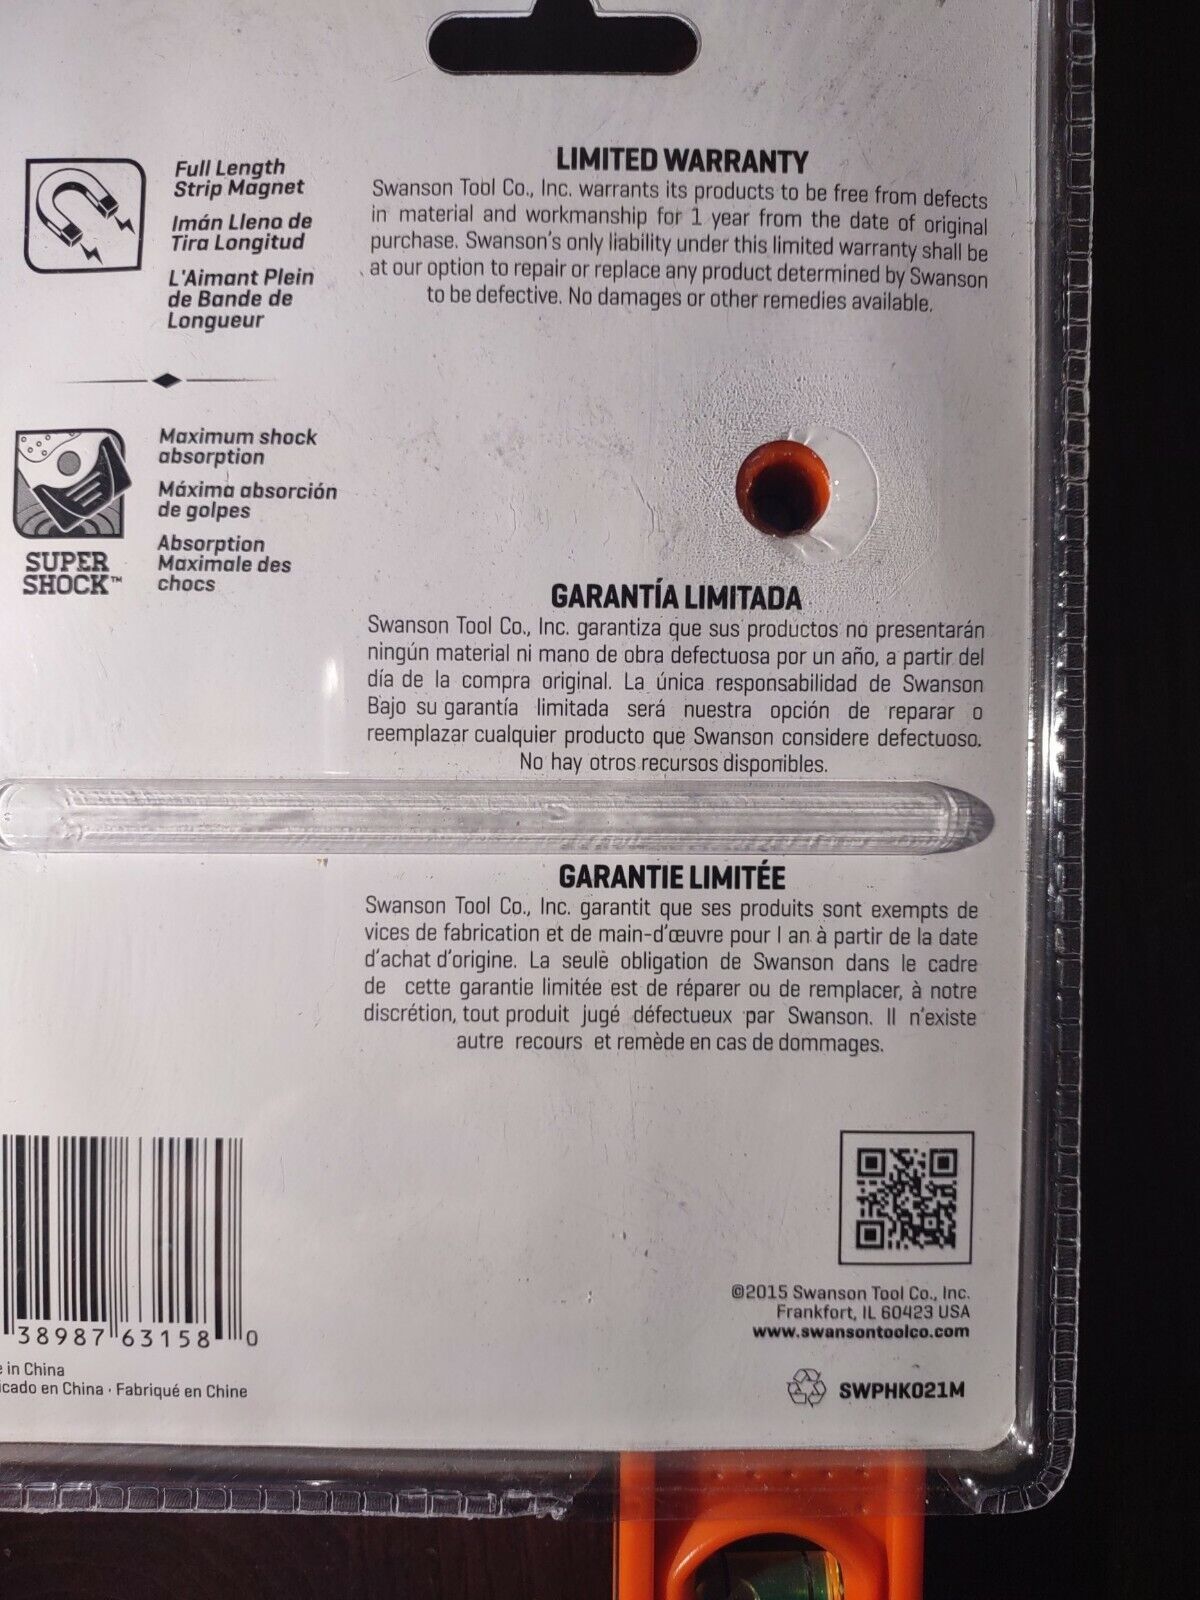 Full Length
Strip Magnet
Imán Lleno de
Tira Longitud
L'Aimant Plein
de Bande de
Longueur
Maximum shock
absorption
Máxima absorción
de golpes
Absorption
Maximale des
chocs
SUPER
SHOCK™
LIMITED WARRANTY
Swanson Tool Co., Inc. warrants its products to be free from defects
in material and workmanship for 1 year from the date of original
purchase. Swanson's only liability under this limited warranty shall be
at our option to repair or replace any product determined by Swanson
to be defective. No damages or other remedies available.
GARANTÍA LIMITADA
Swanson Tool Co., Inc. garantiza que sus productos no presentarán
ningún material ni mano de obra defectuosa por un año, a partir del
día de la compra original. La única responsabilidad de Swanson
Bajo su garantía limitada será nuestra opción de reparar o
reemplazar cualquier producto que Swanson considere defectuoso.
No hay otros recursos disponibles.
GARANTIE LIMITÉE
Swanson Tool Co., Inc. garantit que ses produits sont exempts de
vices de fabrication et de main-d'œuvre pour l an à partir de la date
d'achat d'origine. La seulè obligation de Swanson dans le cadre
de cette garantie limitée est de réparer ou de remplacer, à notre
discrétion, tout produit jugé défectueux par Swanson. Il n'existe
autre recours et remède en cas de dommages.
38987 63158 0
e in China
icado en China · Fabriqué en Chine
©2015 Swanson Tool Co., Inc.
Frankfort, IL 60423 USA
www.swansontoolco.com
SWPHK021M